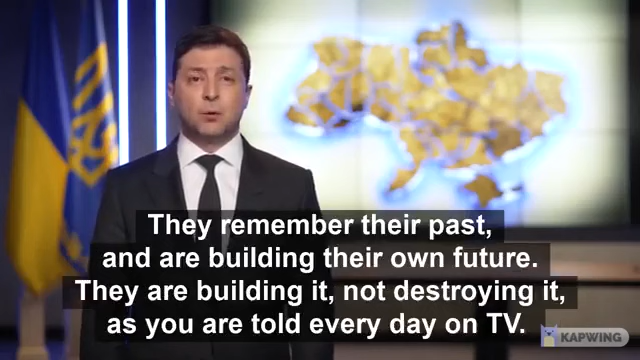 They remember their past,
and are building their own future.
They are building it, not destroying it,
as you are told every day on TV.
KAPWING